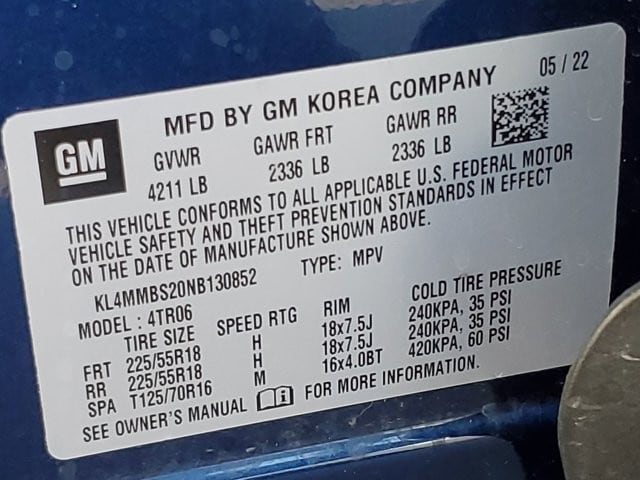 MFD BY GM KOREA COMPANY 05 / 22
GM
GVWR GAWR FRT GAWR RR
4211 LB 2336 LB 2336 LB
THIS VEHICLE CONFORMS TO ALL APPLICABLE U.S. FEDERAL MOTOR
VEHICLE SAFETY AND THEFT PREVENTION STANDARDS IN EFFECT
ON THE DATE OF MANUFACTURE SHOWN ABOVE.
KL4MMBS20NB130852 TYPE: MPV
MODEL: 4TR06
TIRE SIZE SPEED RTG RIM COLD TIRE PRESSURE
FRT 225/55R18 H 18x7.5J 240KPA, 35 PSI
RR 225/55R18 H 18x7.5J 240KPA, 35 PSI
SPA T125/70R16 M 16x4.0BT 420KPA, 60 PSI
SEE OWNER'S MANUAL i FOR MORE INFORMATION.